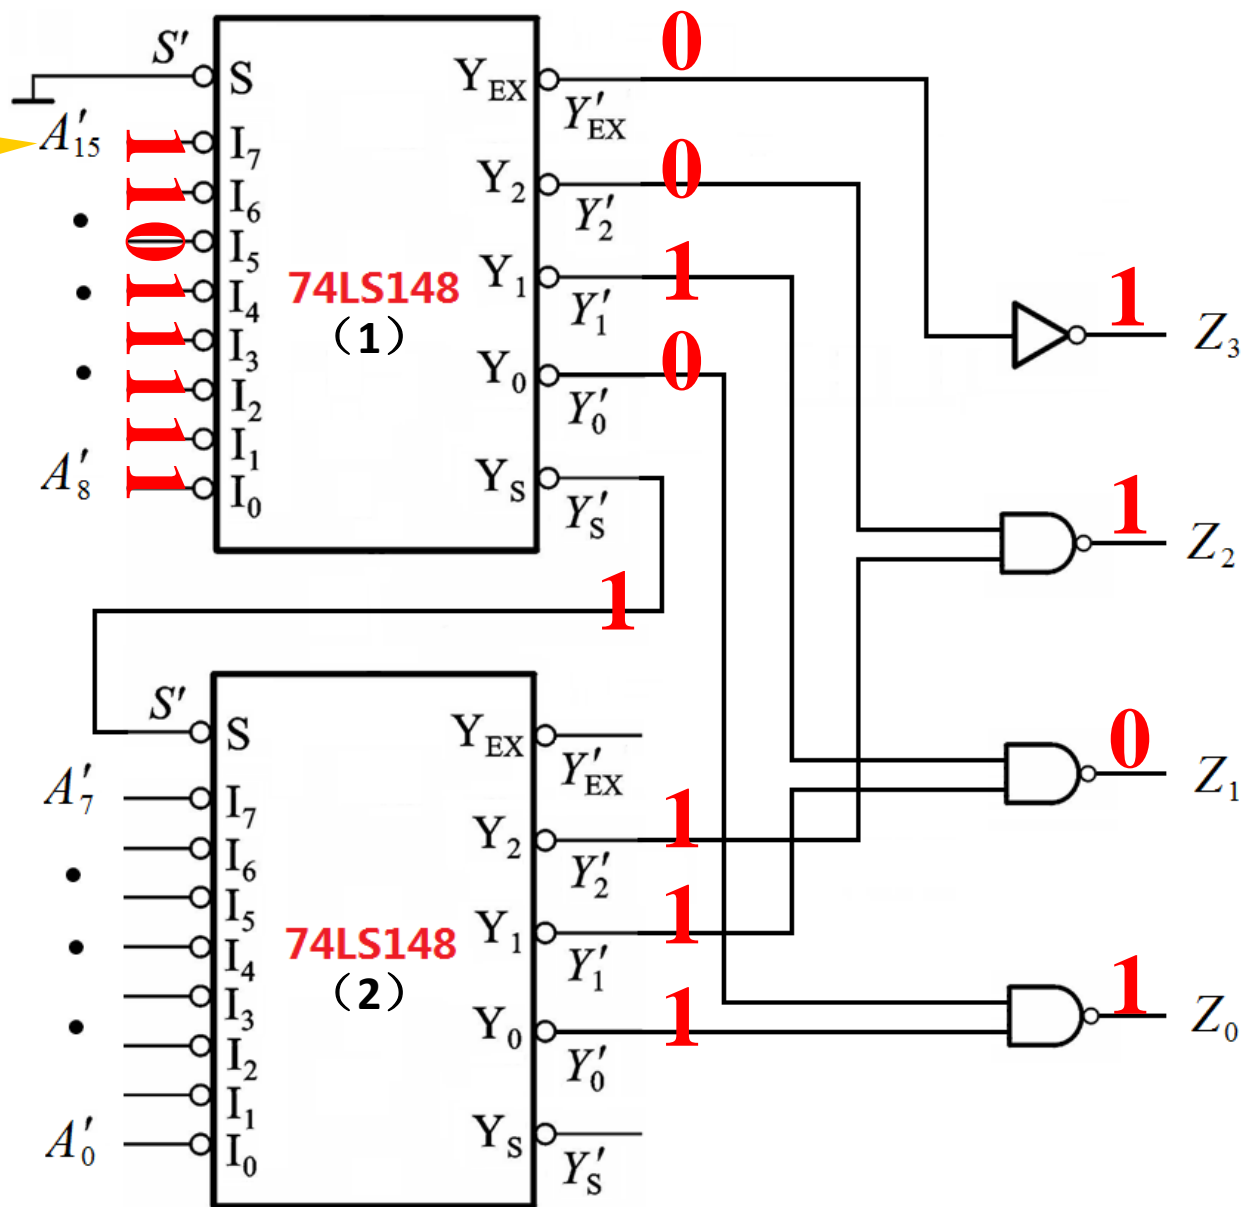 S′
S
Y_EX
0
Y′_EX
A′_15
1
I_7
1
I_6
Y_2
0
Y′_2
0
I_5
1
I_4
74LS148
Y_1
1
Y′_1
1
Z_3
1
I_3
（1）
1
I_2
Y_0
0
Y′_0
1
I_1
A′_8
1
I_0
Y_S
Y′_S
1
Z_2
1
S′
S
Y_EX
Y′_EX
0
Z_1
A′_7
I_7
I_6
Y_2
1
Y′_2
I_5
I_4
74LS148
Y_1
1
Y′_1
I_3
（2）
I_2
Y_0
1
Y′_0
1
Z_0
I_1
A′_0
I_0
Y_S
Y′_S